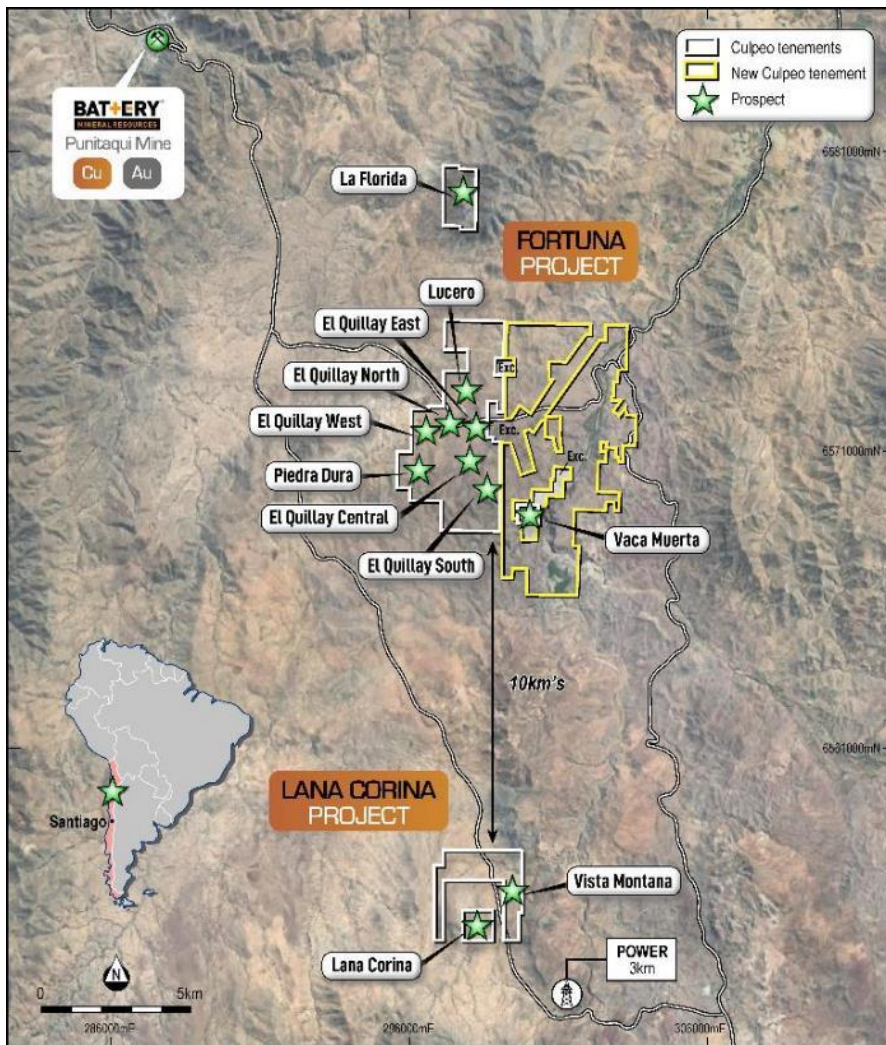 Culpeo tenements
New Culpeo tenement
Prospect
BATTERY
MINERAL RESOURCES
Punitaqui Mine
Cu
Au
6581000mN
La Florida
FORTUNA
PROJECT
Lucero
El Quillay East
El Quillay North
Exc
El Quillay West
Exc.
6571000mN
Exc.
Piedra Dura
El Quillay Central
Vaca Muerta
El Quillay South
10km's
6561000mN
LANA CORINA
PROJECT
Santiago
Vista Montana
Lana Corina
POWER
3km
N
0
5km
286000mE
296000mE
306000mE